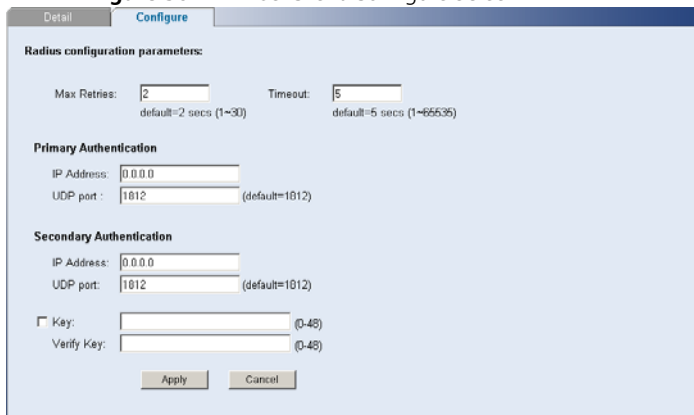 Detail Configure
Radius configuration parameters:
Max Retries: 2 Timeout: 5
default=2 secs (1~30) default=5 secs (1~65535)
Primary Authentication
IP Address: 0.0.0.0
UDP port : 1812 (default=1812)
Secondary Authentication
IP Address: 0.0.0.0
UDP port: 1812 (default=1812)
Key: (0-48)
Verify Key: (0-48)
Apply Cancel